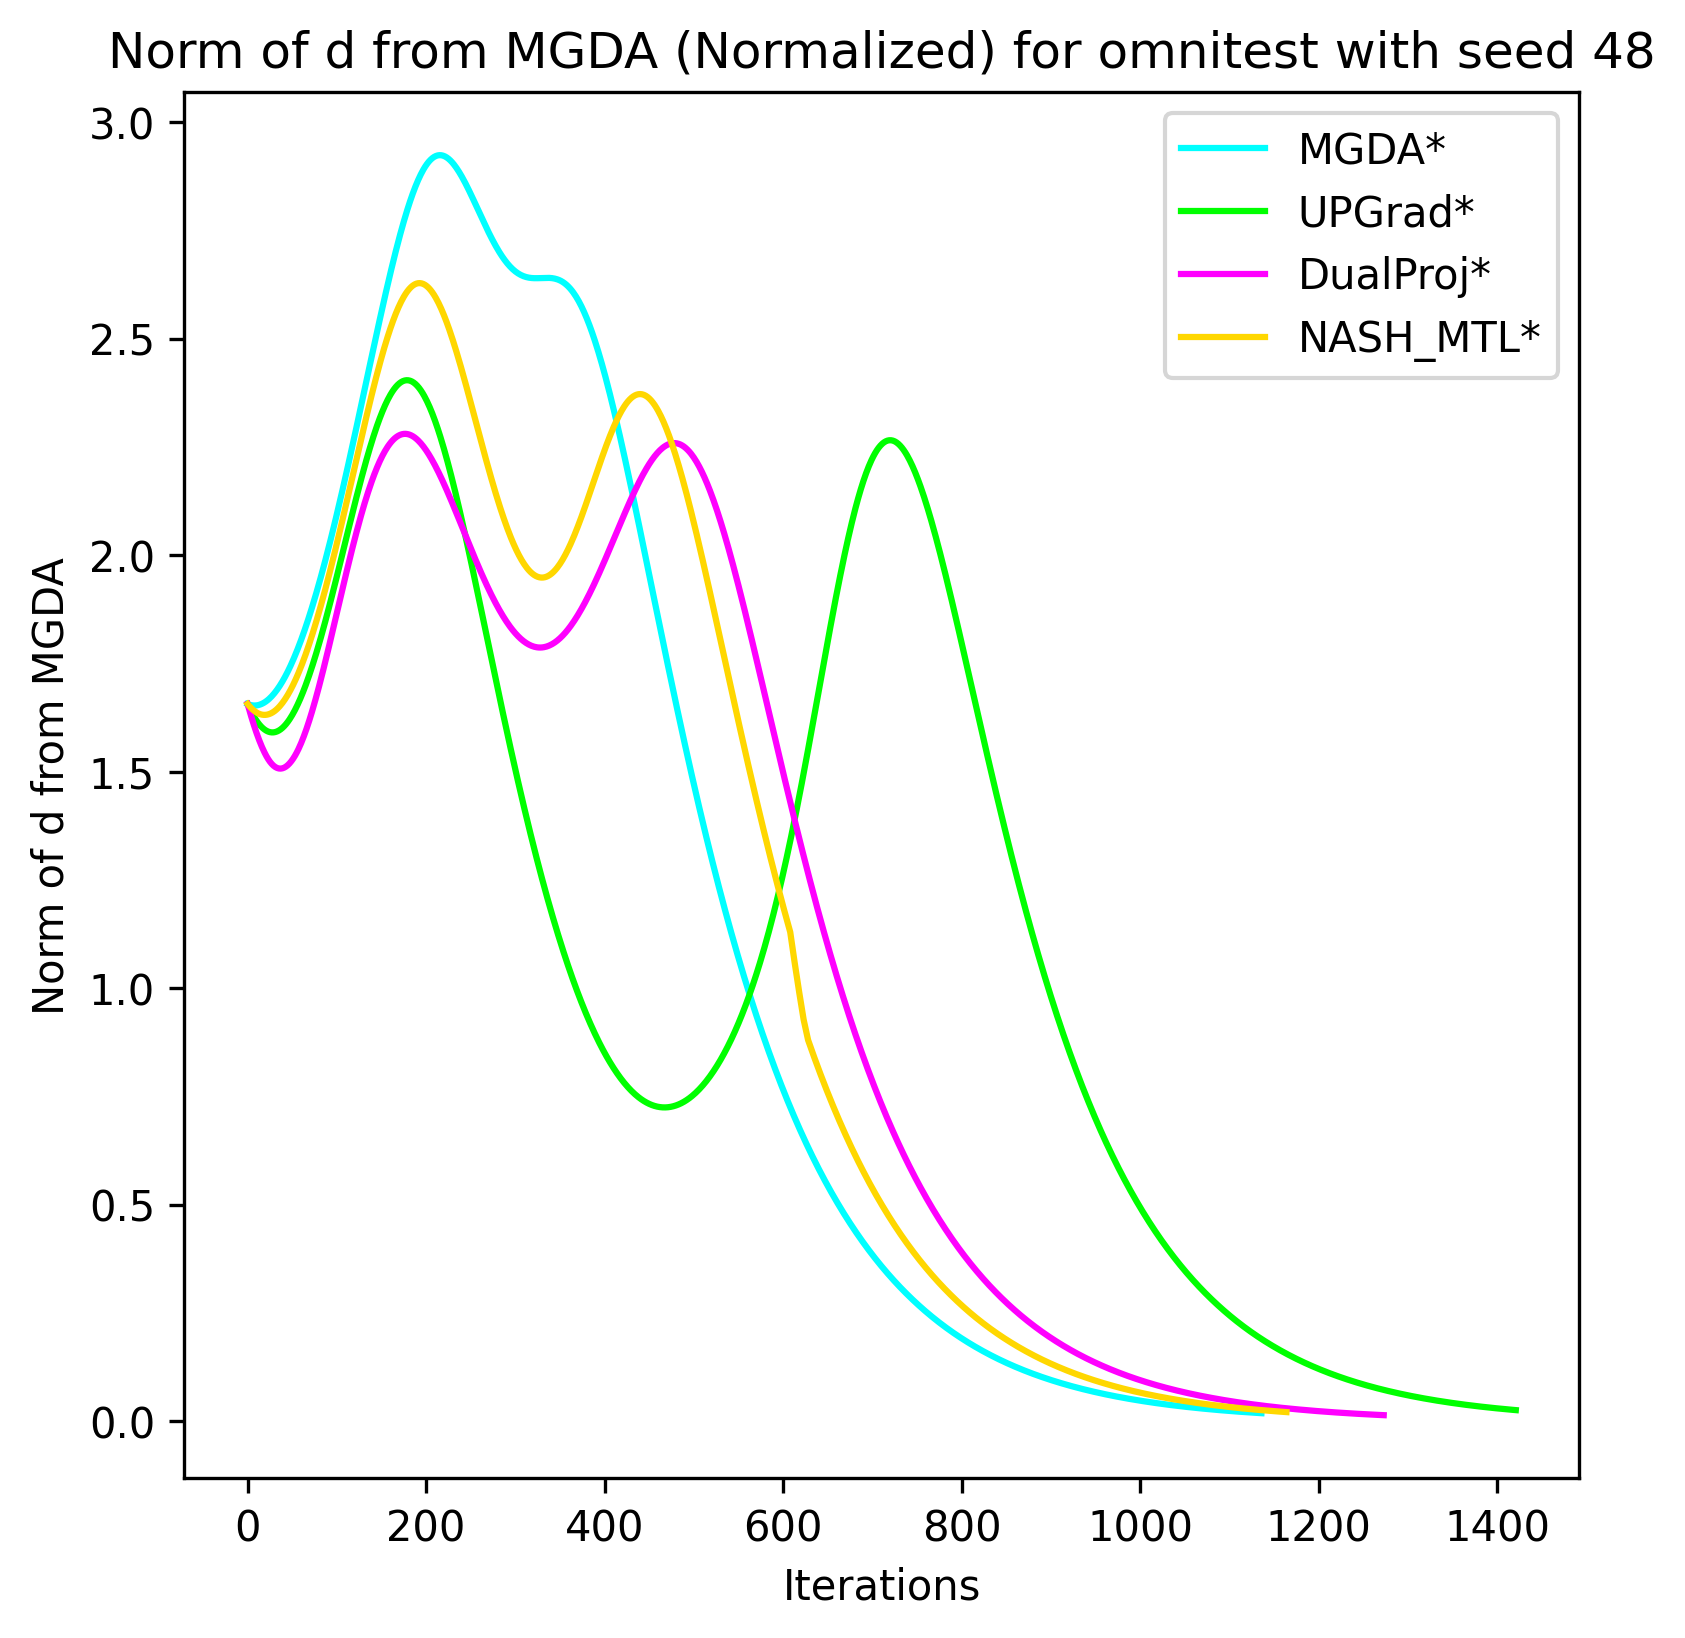 Norm of d from MGDA (Normalized) for omnitest with seed 48
MGDA*
UPGrad*
DualProj*
NASH_MTL*
Norm of d from MGDA
3.0
2.5
2.0
1.5
1.0
0.5
0.0
0 200 400 600 800 1000 1200 1400
Iterations